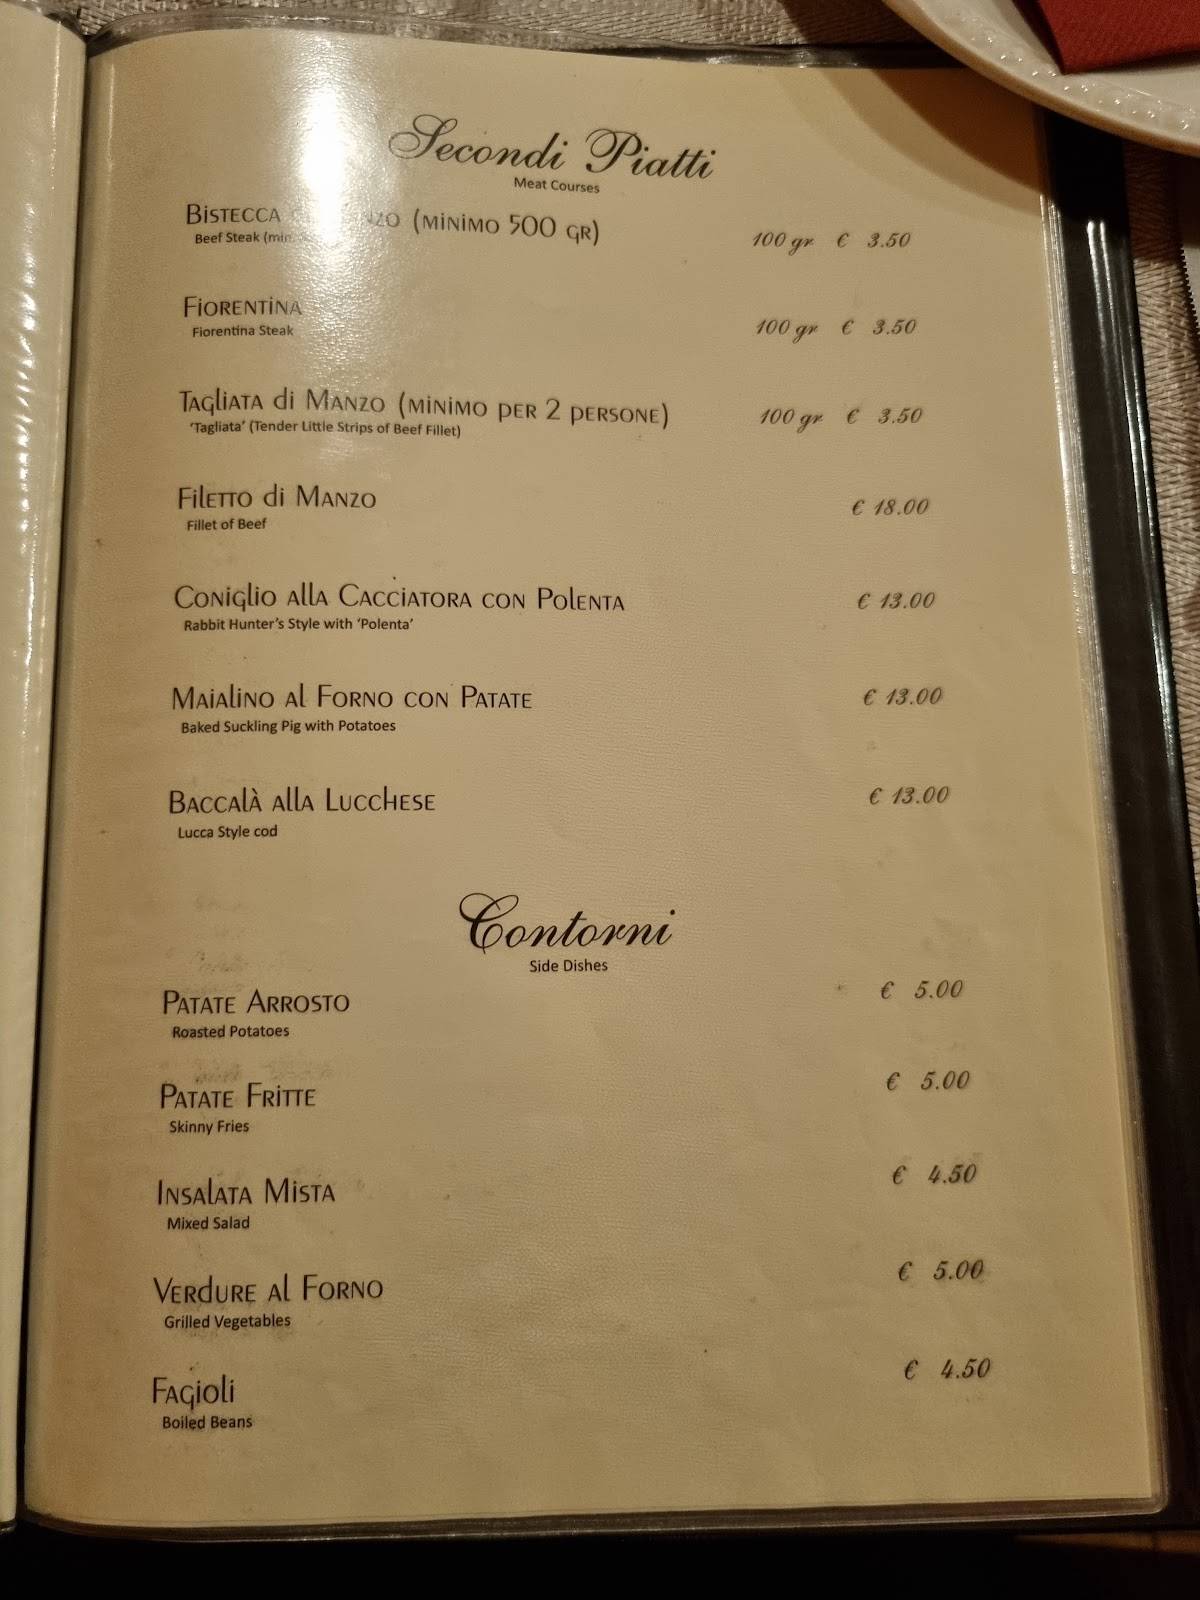 Secondi Piatti
Meat Courses
Bistecca (minimo 500 gr) 100 gr € 3.50
Beef Steak (min.
Fiorentina 100 gr € 3.50
Fiorentina Steak
Tagliata di Manzo (minimo per 2 persone) 100 gr € 3.50
'Tagliata' (Tender Little Strips of Beef Fillet)
Filetto di Manzo € 18.00
Fillet of Beef
Coniglio alla Cacciatora con Polenta € 13.00
Rabbit Hunter's Style with 'Polenta'
Maialino al Forno con Patate € 13.00
Baked Suckling Pig with Potatoes
Baccalà alla Lucchese € 13.00
Lucca Style cod
Contorni
Side Dishes
Patate Arrosto € 5.00
Roasted Potatoes
Patate Fritte € 5.00
Skinny Fries
Insalata Mista € 4.50
Mixed Salad
Verdure al Forno € 5.00
Grilled Vegetables
Fagioli € 4.50
Boiled Beans